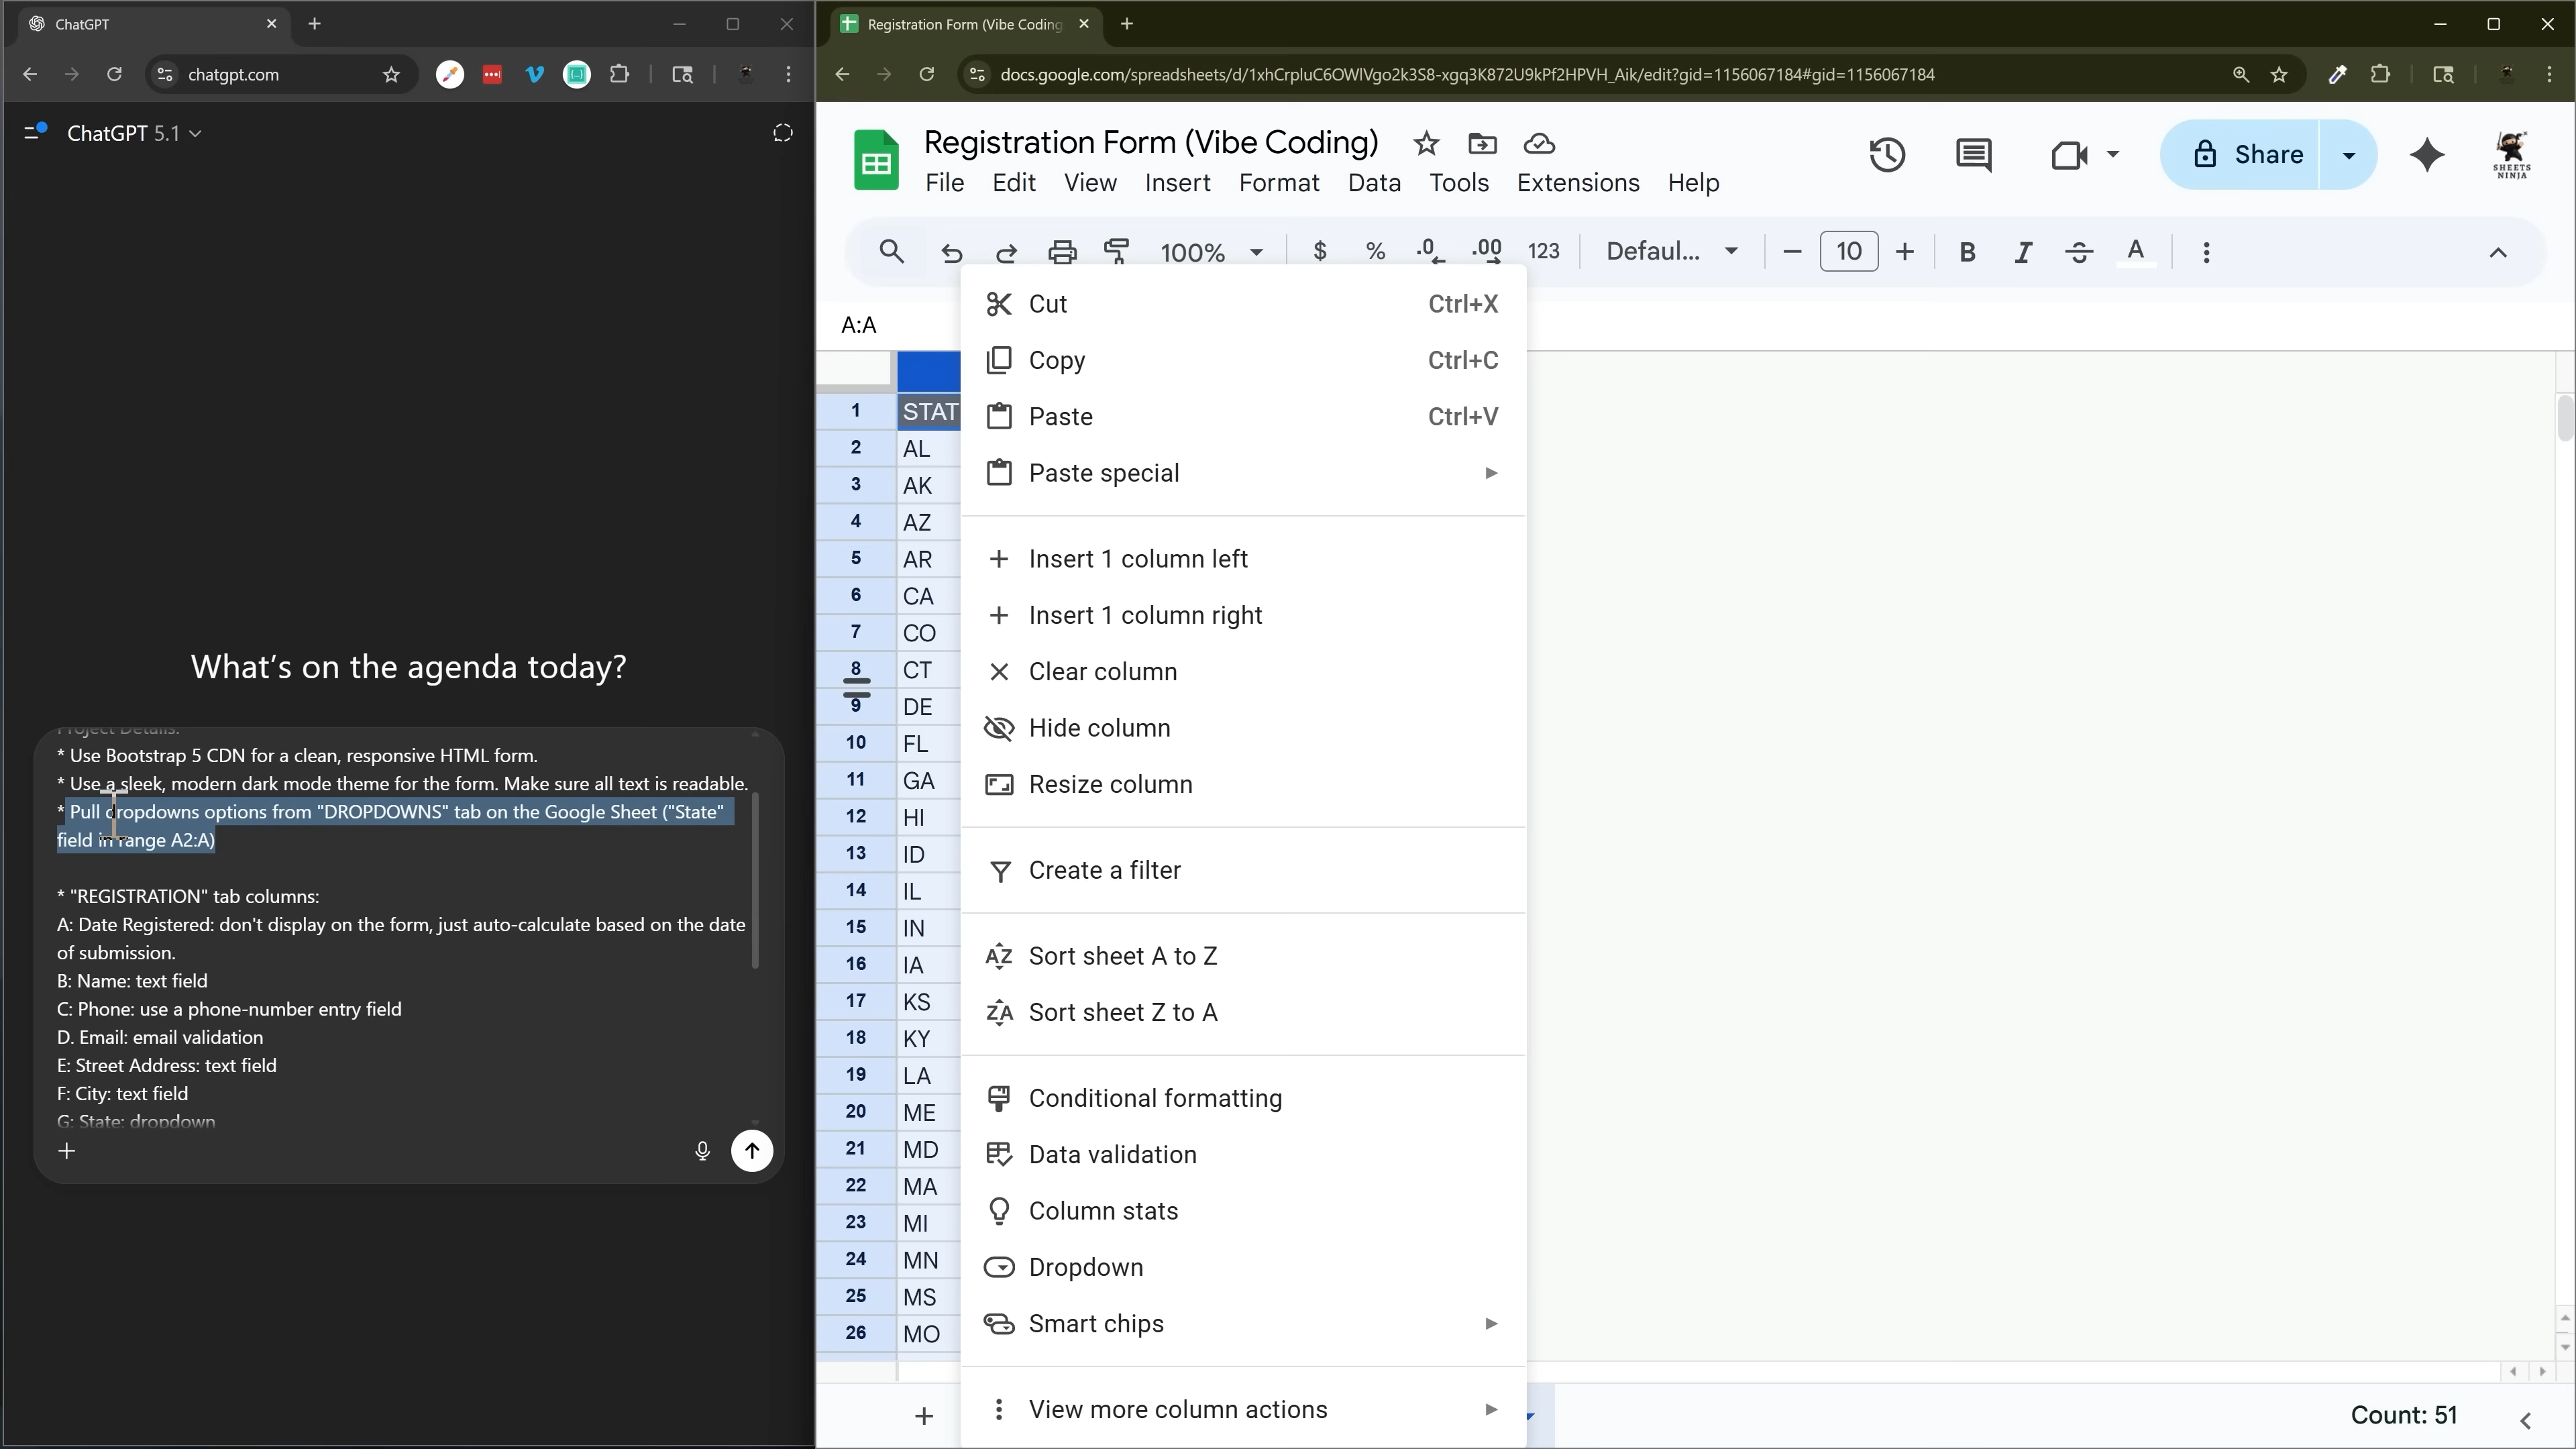 ChatGPT
chatgpt.com
ChatGPT 5.1
What's on the agenda today?
Project Details:
* Use Bootstrap 5 CDN for a clean, responsive HTML form.
* Use a sleek, modern dark mode theme for the form. Make sure all text is readable.
* Pull dropdowns options from "DROPDOWNS" tab on the Google Sheet ("State"
field in range A2:A)
* "REGISTRATION" tab columns:
A: Date Registered: don't display on the form, just auto-calculate based on the date
of submission.
B: Name: text field
C: Phone: use a phone-number entry field
D. Email: email validation
E: Street Address: text field
F: City: text field
G: State: dropdown
Registration Form (Vibe Coding
docs.google.com/spreadsheets/d/1xhCrpluC6OWlVgo2k3S8-xgq3K872U9kPf2HPVH_Aik/edit?gid=1156067184#gid=1156067184
Registration Form (Vibe Coding)
Share
SHEETS
NINJA
File Edit View Insert Format Data Tools Extensions Help
100% $ % .0 .00 123 Defaul... 10 B I S A
A:A
1 STAT
2 AL
3 AK
4 AZ
5 AR
6 CA
7 CO
8 CT
9 DE
10 FL
11 GA
12 HI
13 ID
14 IL
15 IN
16 IA
17 KS
18 KY
19 LA
20 ME
21 MD
22 MA
23 MI
24 MN
25 MS
26 MO
Cut Ctrl+X
Copy Ctrl+C
Paste Ctrl+V
Paste special
Insert 1 column left
Insert 1 column right
Clear column
Hide column
Resize column
Create a filter
Sort sheet A to Z
Sort sheet Z to A
Conditional formatting
Data validation
Column stats
Dropdown
Smart chips
View more column actions
Count: 51